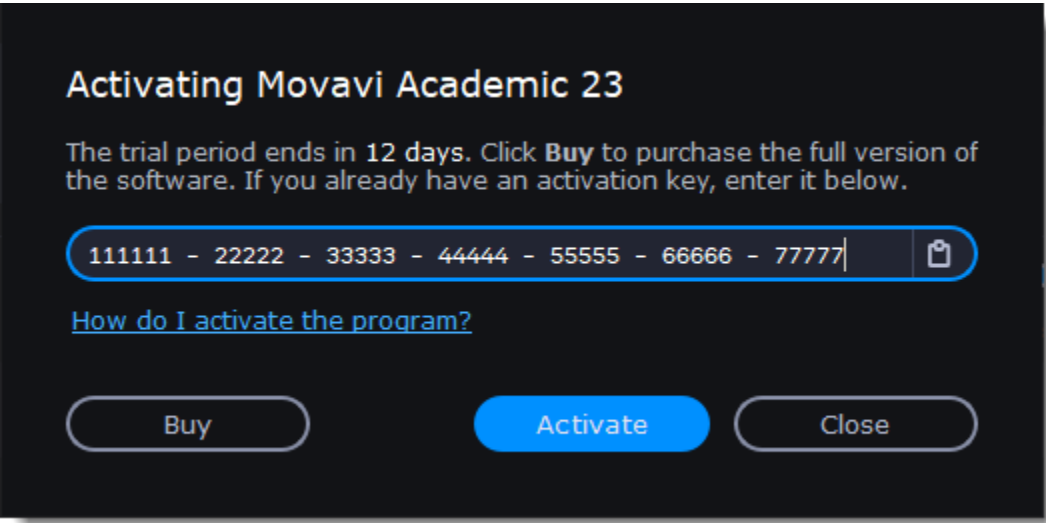 Activating Movavi Academic 23
The trial period ends in 12 days. Click Buy to purchase the full version of
the software. If you already have an activation key, enter it below.
111111 - 22222 - 33333 - 44444 - 55555 - 66666 - 77777
How do I activate the program?
Buy Activate Close